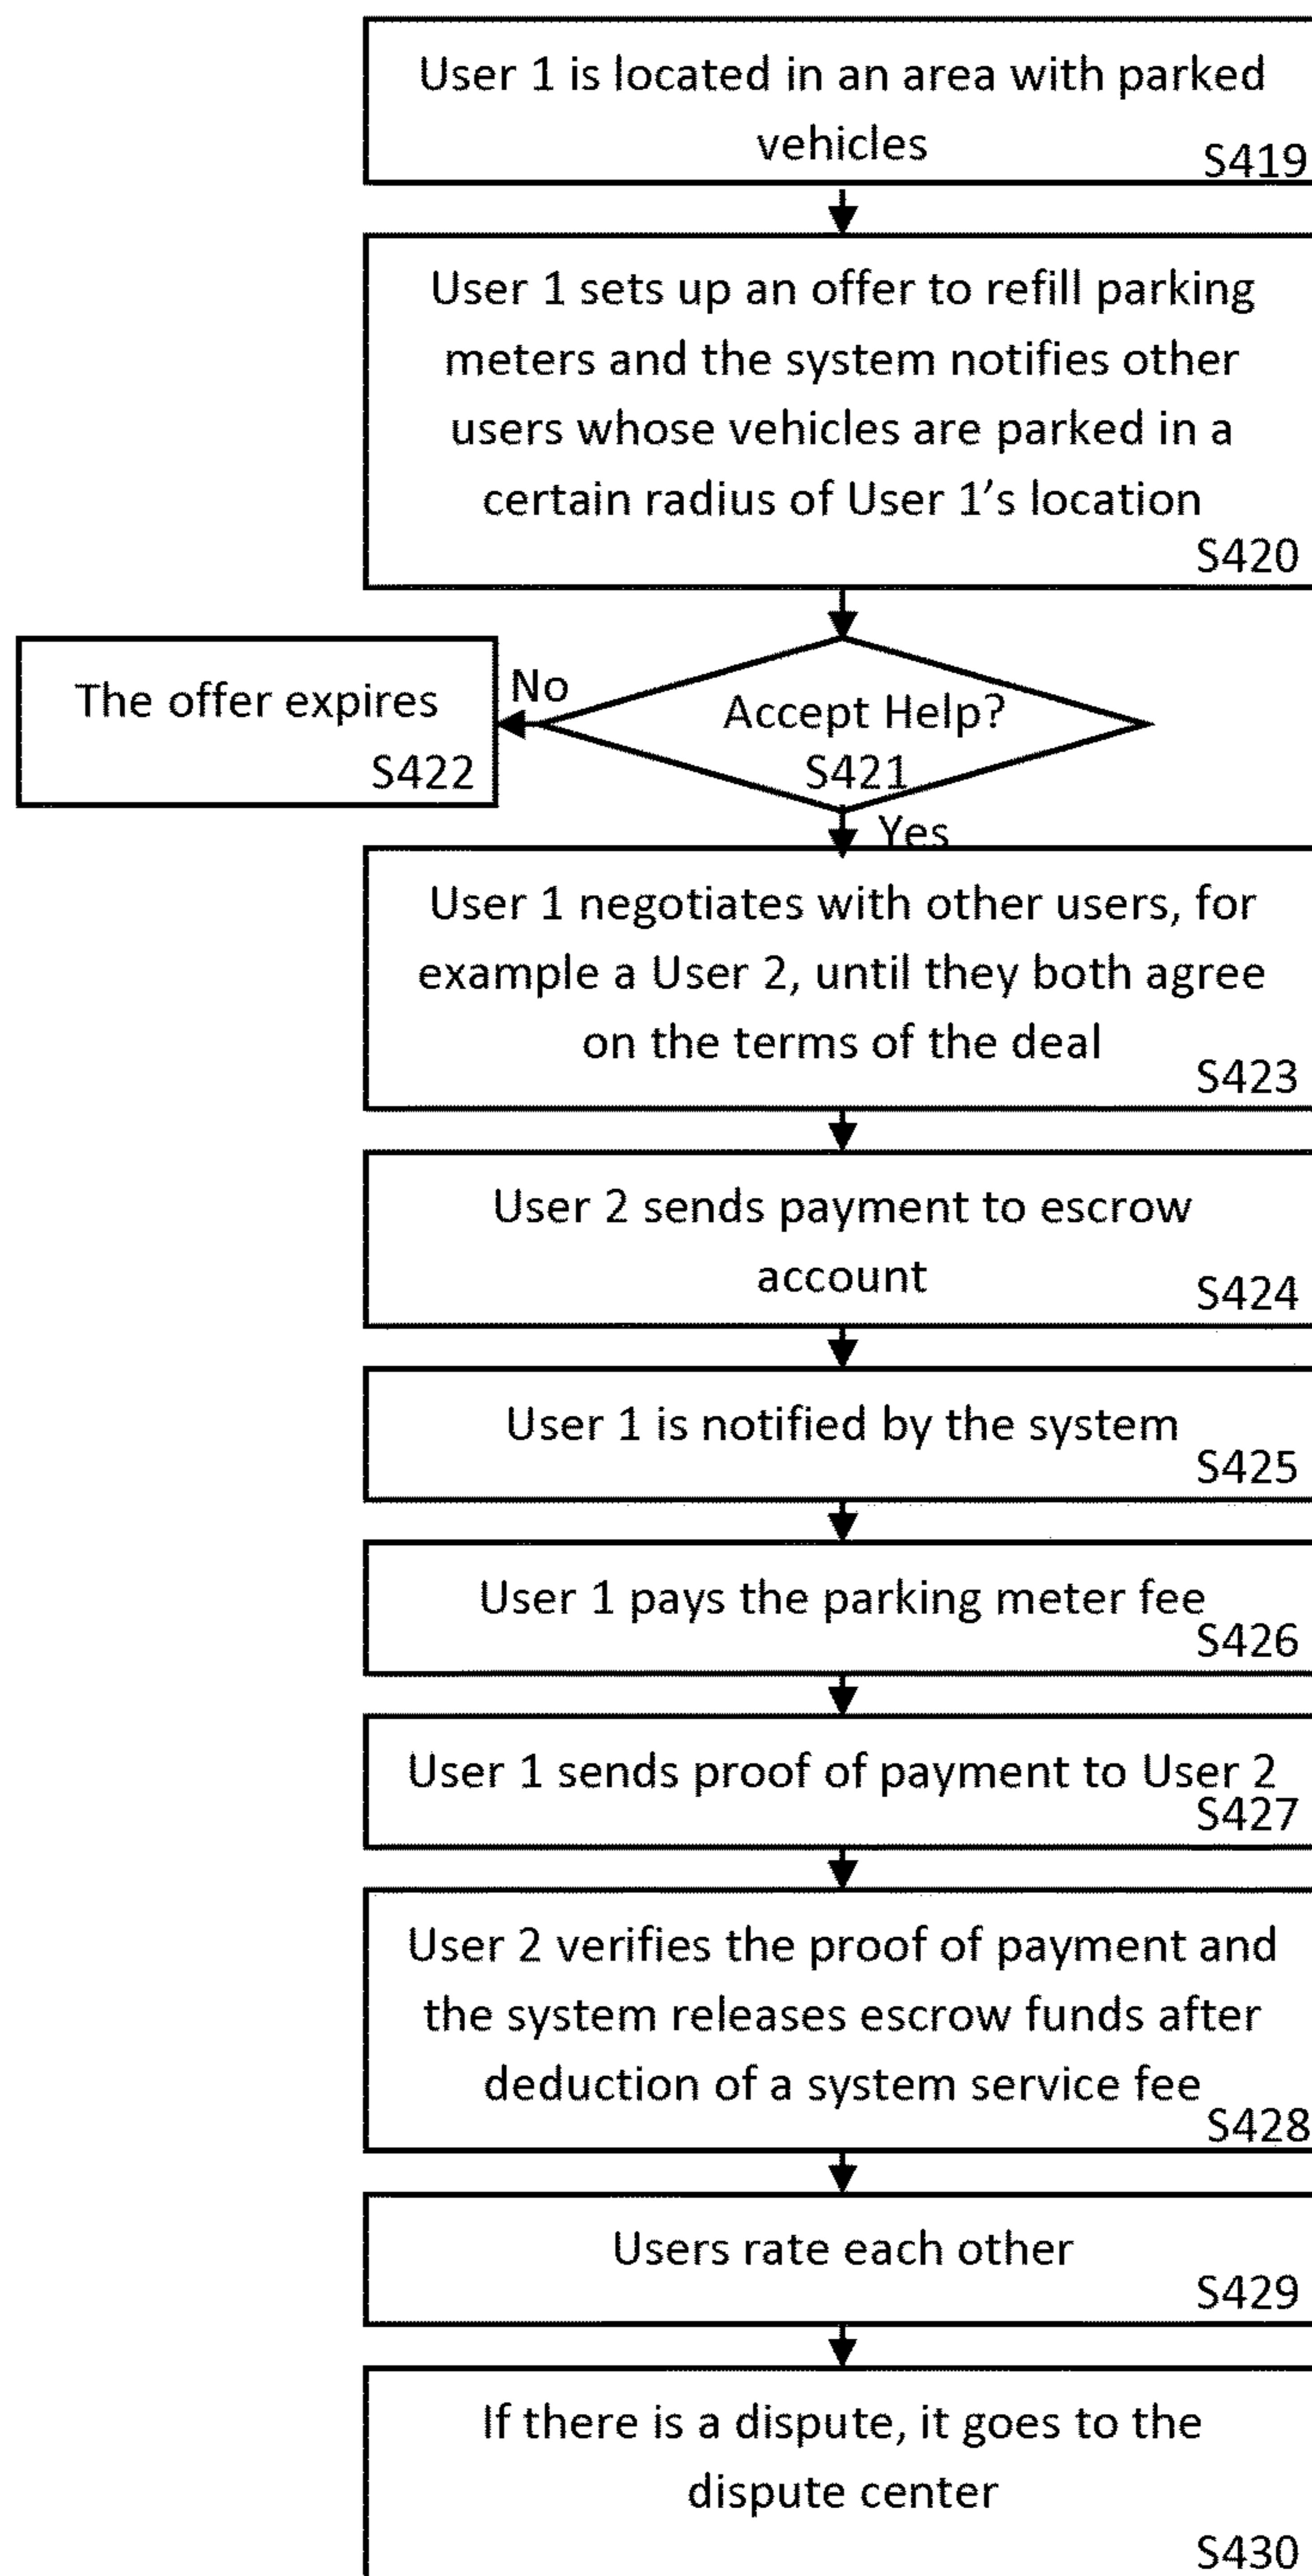 User 1 is located in an area with parked
vehicles
S419
User 1 sets up an offer to refill parking
meters and the system notifies other
users whose vehicles are parked in a
certain radius of User 1’s location
S420
The offer expires
S422
No
Accept Help?
S421
Yes
User 1 negotiates with other users, for
example a User 2, until they both agree
on the terms of the deal
S423
User 2 sends payment to escrow
account
S424
User 1 is notified by the system
S425
User 1 pays the parking meter fee
S426
User 1 sends proof of payment to User 2
S427
User 2 verifies the proof of payment and
the system releases escrow funds after
deduction of a system service fee
S428
Users rate each other
S429
If there is a dispute, it goes to the
dispute center
S430